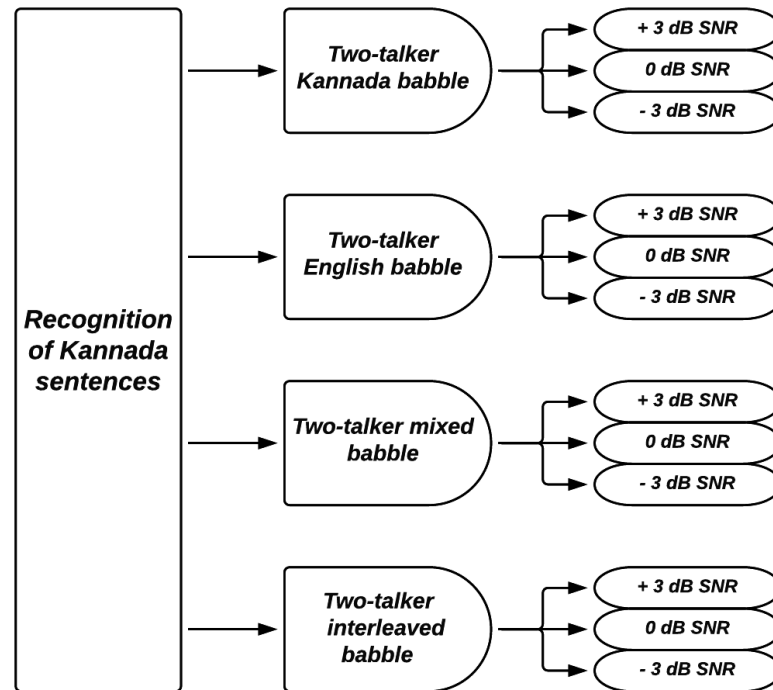 Recognition
of Kannada
sentences
Two-talker
Kannada babble
+ 3 dB SNR
0 dB SNR
- 3 dB SNR
Two-talker
English babble
+ 3 dB SNR
0 dB SNR
- 3 dB SNR
Two-talker mixed
babble
+ 3 dB SNR
0 dB SNR
- 3 dB SNR
Two-talker
interleaved
babble
+ 3 dB SNR
0 dB SNR
- 3 dB SNR